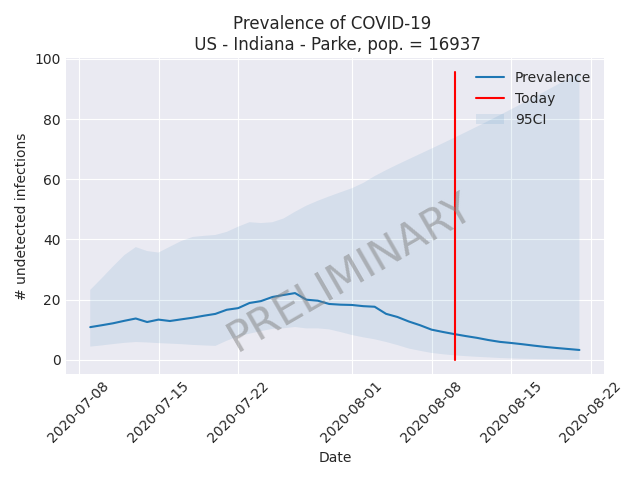 Prevalence of COVID-19
US - Indiana - Parke, pop. = 16937
100
80
60
40
20
0
# undetected infections
Prevalence
Today
95CI
PRELIMINARY
2020-07-08
2020-07-15
2020-07-22
2020-08-01
2020-08-08
2020-08-15
2020-08-22
Date